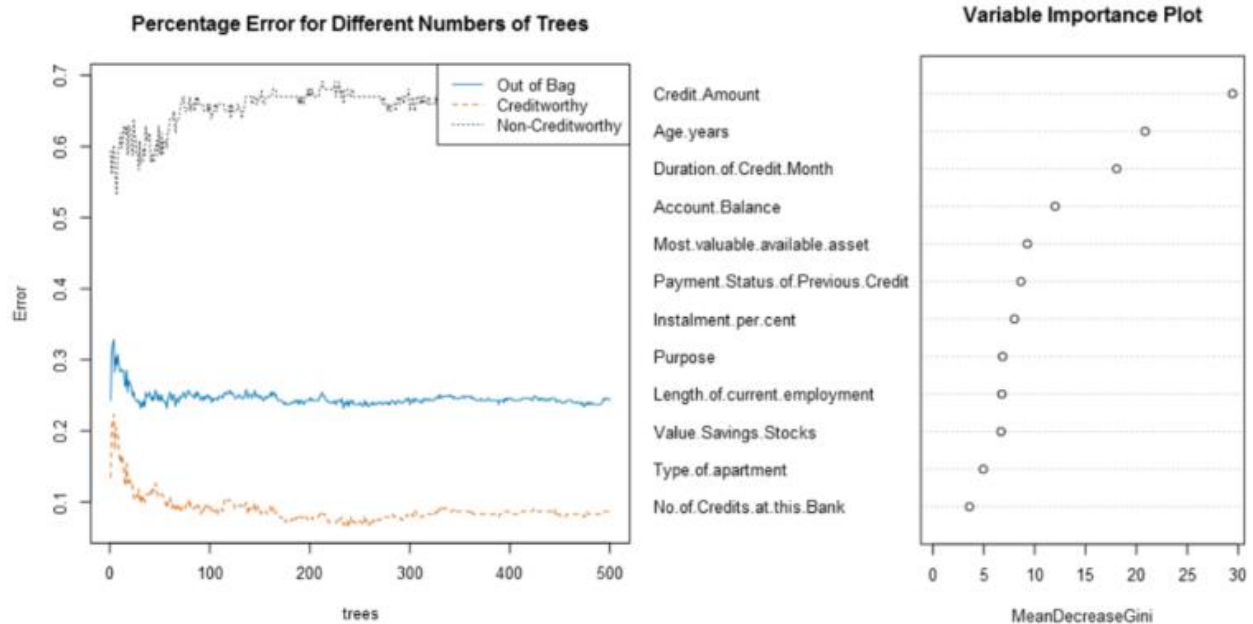 Percentage Error for Different Numbers of Trees
Out of Bag
Creditworthy
Non-Creditworthy
Error
0.7
0.6
0.5
0.4
0.3
0.2
0.1
0 100 200 300 400 500
trees
Variable Importance Plot
Credit.Amount
Age.years
Duration.of.Credit.Month
Account.Balance
Most.valuable.available.asset
Payment.Status.of.Previous.Credit
Instalment.per.cent
Purpose
Length.of.current.employment
Value.Savings.Stocks
Type.of.apartment
No.of.Credits.at.this.Bank
0 5 10 15 20 25 30
MeanDecreaseGini